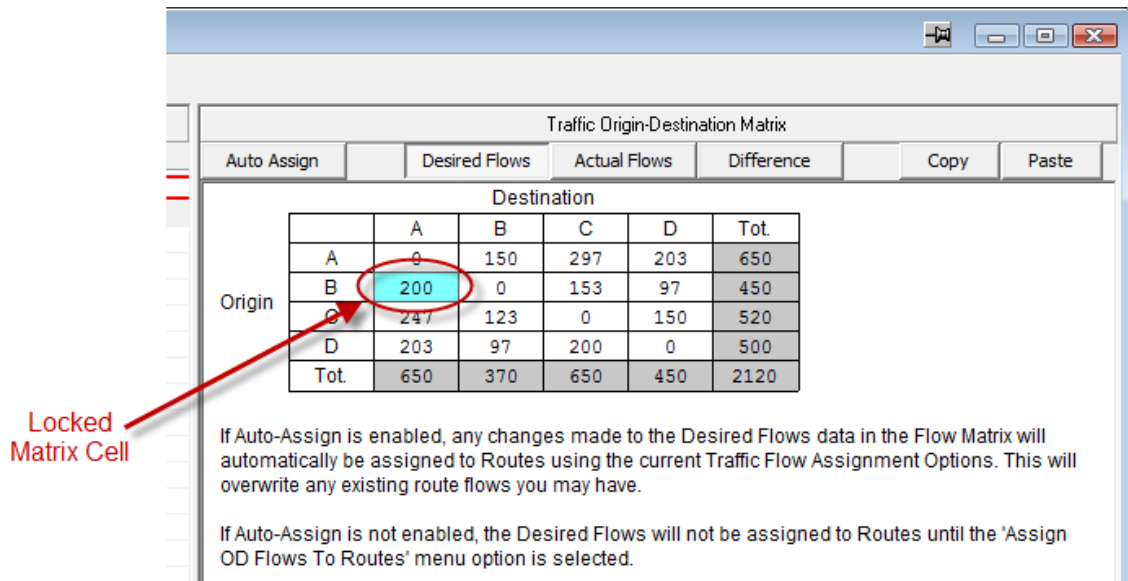 Traffic Origin-Destination Matrix
Auto Assign Desired Flows Actual Flows Difference Copy Paste
Destination
A B C D Tot.
A 0 150 297 203 650
Origin B 200 0 153 97 450
C 247 123 0 150 520
D 203 97 200 0 500
Tot. 650 370 650 450 2120
Locked
Matrix Cell
If Auto-Assign is enabled, any changes made to the Desired Flows data in the Flow Matrix will
automatically be assigned to Routes using the current Traffic Flow Assignment Options. This will
overwrite any existing route flows you may have.
If Auto-Assign is not enabled, the Desired Flows will not be assigned to Routes until the 'Assign
OD Flows To Routes' menu option is selected.